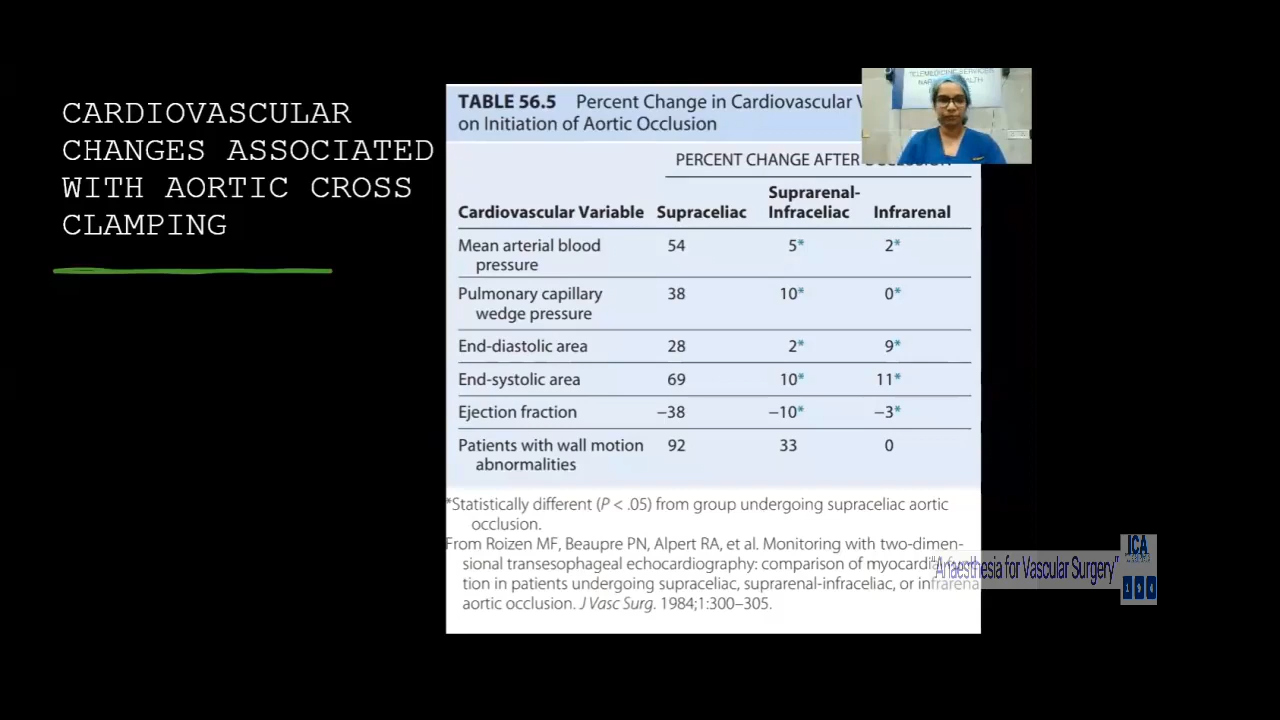 CARDIOVASCULAR
CHANGES ASSOCIATED
WITH AORTIC CROSS
CLAMPING
TABLE 56.5 Percent Change in Cardiovascular
on Initiation of Aortic Occlusion
PERCENT CHANGE AFTER
Cardiovascular Variable Supraceliac Suprarenal-Infraceliac Infrarenal
Mean arterial blood pressure 54 5* 2*
Pulmonary capillary wedge pressure 38 10* 0*
End-diastolic area 28 2* 9*
End-systolic area 69 10* 11*
Ejection fraction −38 −10* −3*
Patients with wall motion abnormalities 92 33 0
*Statistically different (P < .05) from group undergoing supraceliac aortic
occlusion.
From Roizen MF, Beaupre PN, Alpert RA, et al. Monitoring with two-dimen-
sional transesophageal echocardiography: comparison of
tion in patients undergoing supraceliac, suprarenal-infraceliac, or
aortic occlusion. J Vasc Surg. 1984;1:300–305.
"Anaesthesia for Vascular Surgery"
ICA